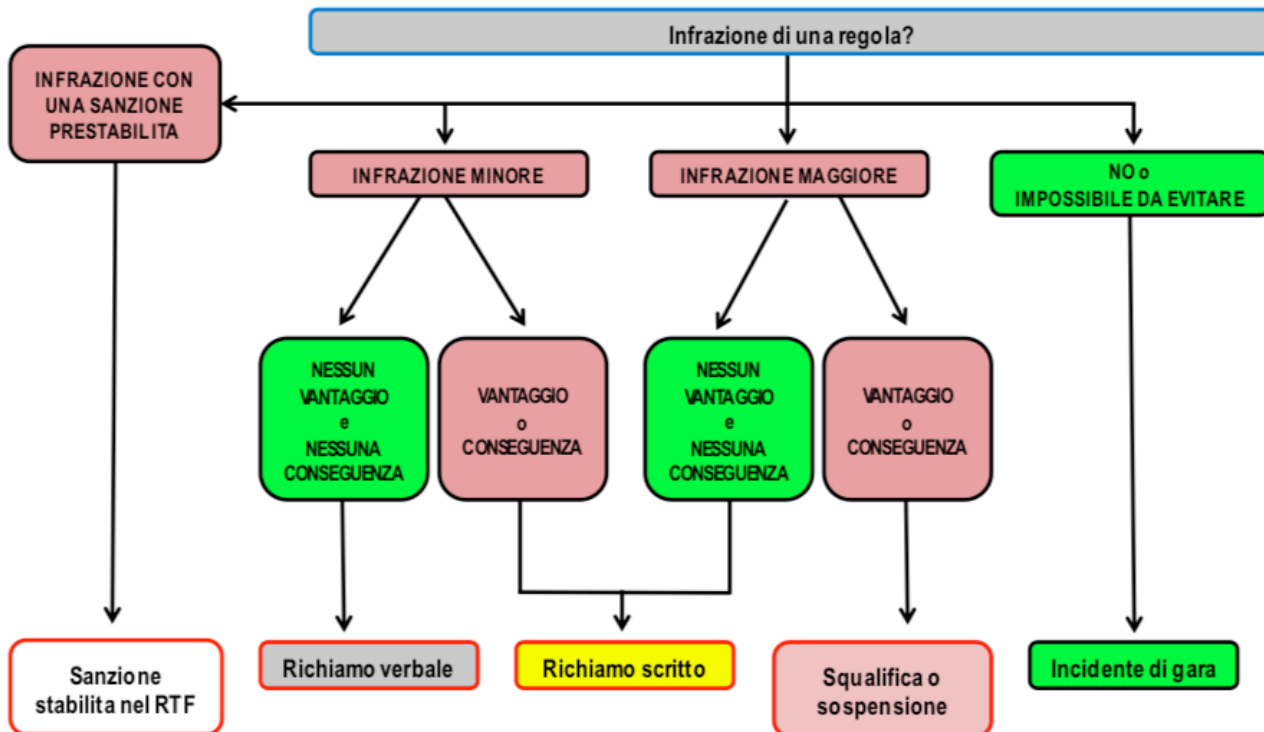 Infrazione di una regola?
INFRAZIONE CON
UNA SANZIONE
PRESTABILITA
INFRAZIONE MINORE
INFRAZIONE MAGGIORE
NO o
IMPOSSIBILE DA EVITARE
NESSUN
VANTAGGIO
e
NESSUNA
CONSEGUENZA
VANTAGGIO
o
CONSEGUENZA
NESSUN
VANTAGGIO
e
NESSUNA
CONSEGUENZA
VANTAGGIO
o
CONSEGUENZA
Sanzione
stabilita nel RTF
Richiamo verbale
Richiamo scritto
Squalifica o
sospensione
Incidente di gara